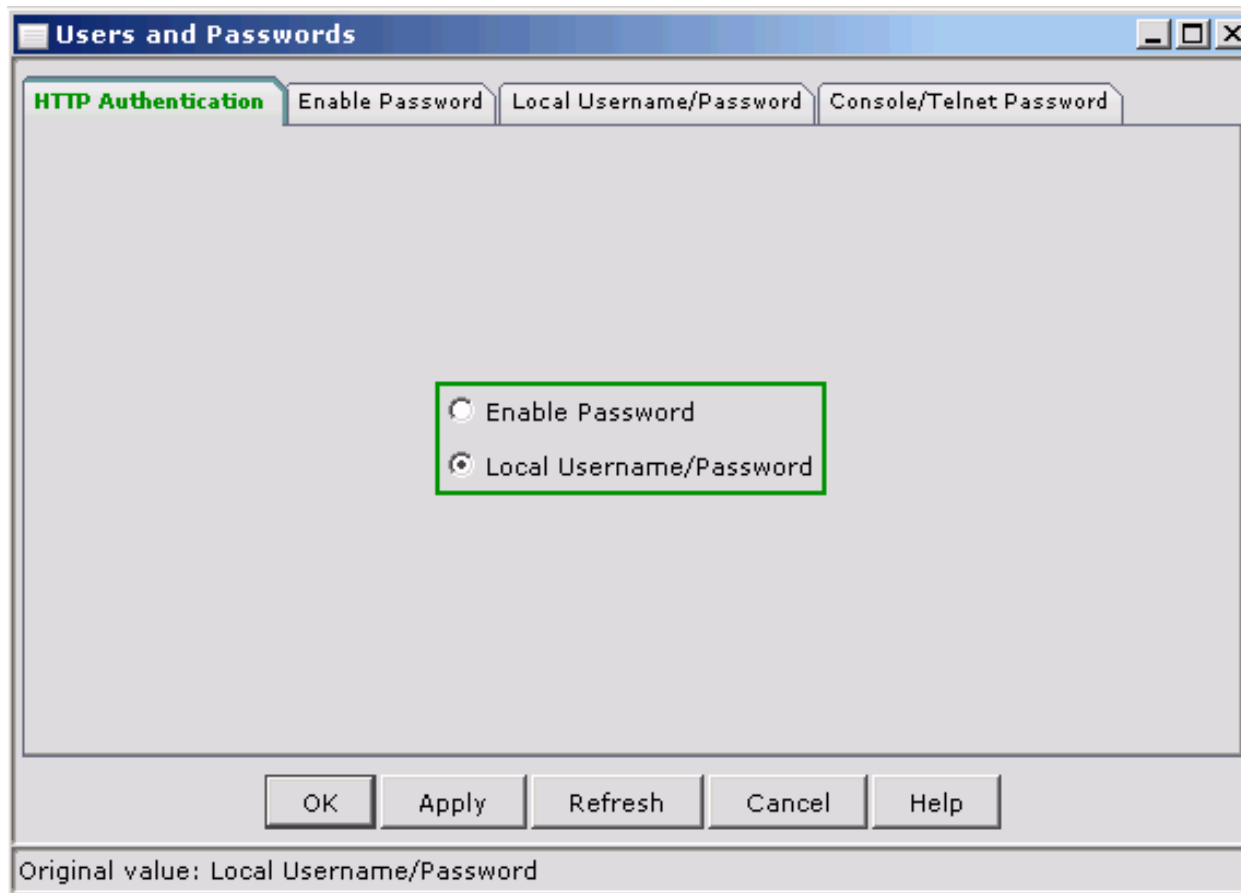 Users and Passwords
HTTP Authentication Enable Password Local Username/Password Console/Telnet Password
Enable Password
Local Username/Password
OK Apply Refresh Cancel Help
Original value: Local Username/Password